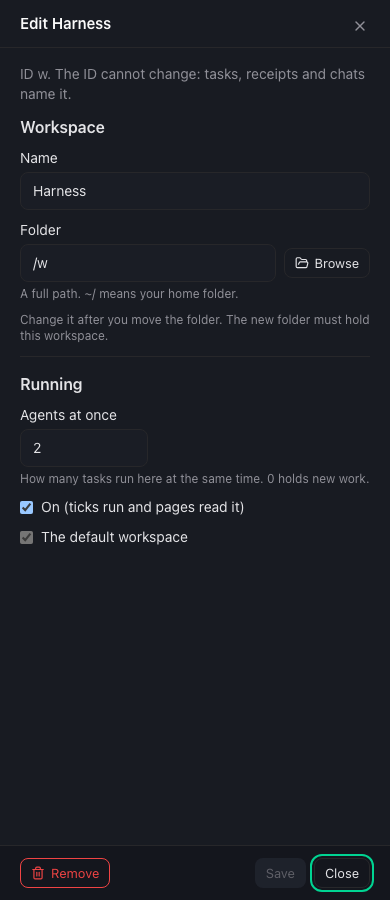 Edit Harness
ID w. The ID cannot change: tasks, receipts and chats
name it.
Workspace
Name
Harness
Folder
/w
Browse
A full path. ~/ means your home folder.
Change it after you move the folder. The new folder must hold
this workspace.
Running
Agents at once
2
How many tasks run here at the same time. 0 holds new work.
On (ticks run and pages read it)
The default workspace
Remove
Save
Close